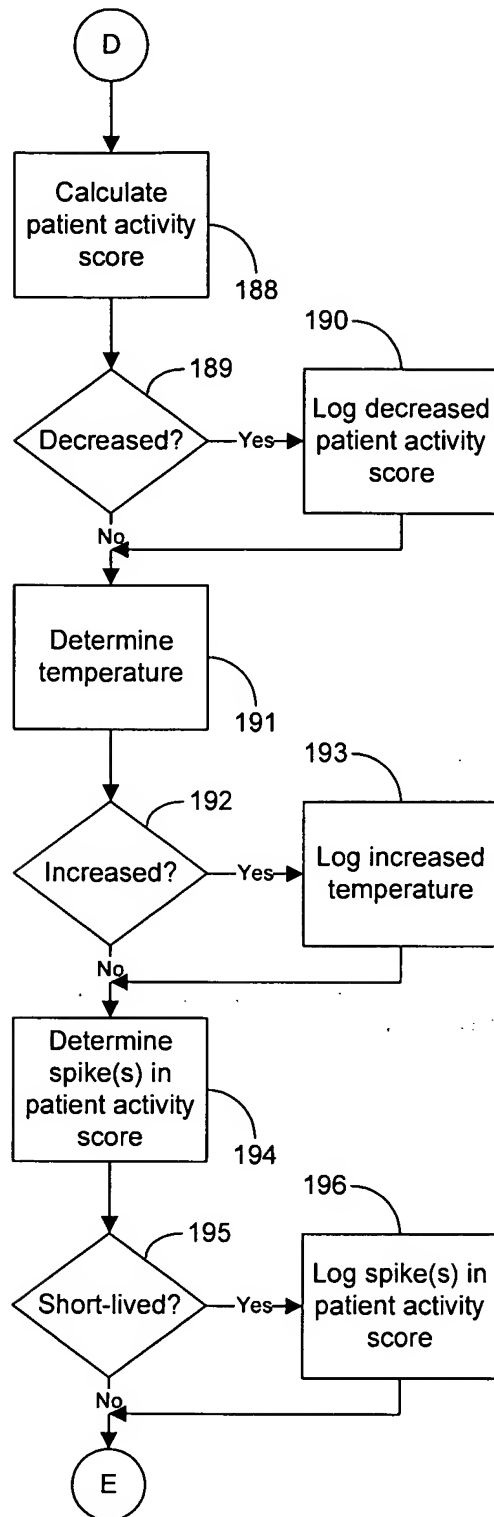 D
Calculate
patient activity
score
188
189
190
Decreased?
Yes
Log decreased
patient activity
score
No
Determine
temperature
191
192
193
Increased?
Yes
Log increased
temperature
No
Determine
spike(s) in
patient activity
score
194
195
196
Short-lived?
Yes
Log spike(s) in
patient activity
score
No
E